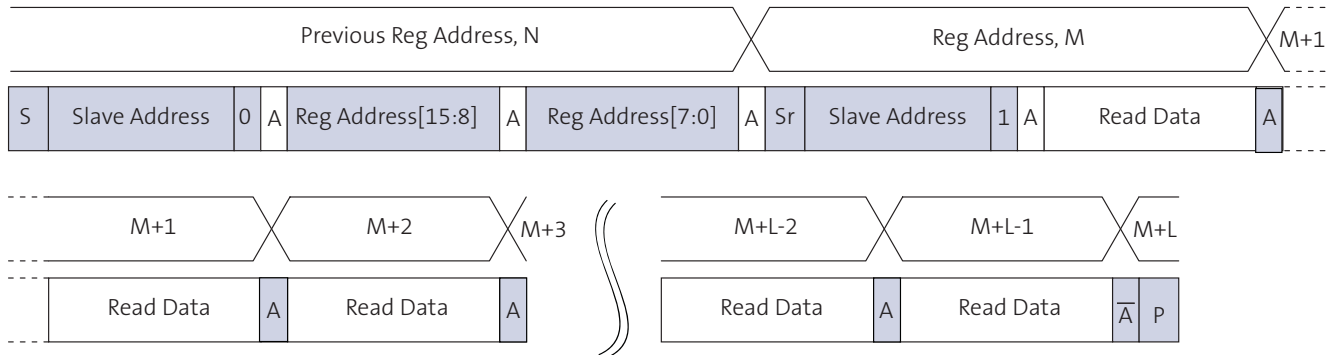 Previous Reg Address, N Reg Address, M M+1
S Slave Address 0 A Reg Address[15:8] A Reg Address[7:0] A Sr Slave Address 1 A Read Data A
M+1 M+2 M+3 M+L-2 M+L-1 M+L
Read Data A Read Data A Read Data A Read Data A̅ P